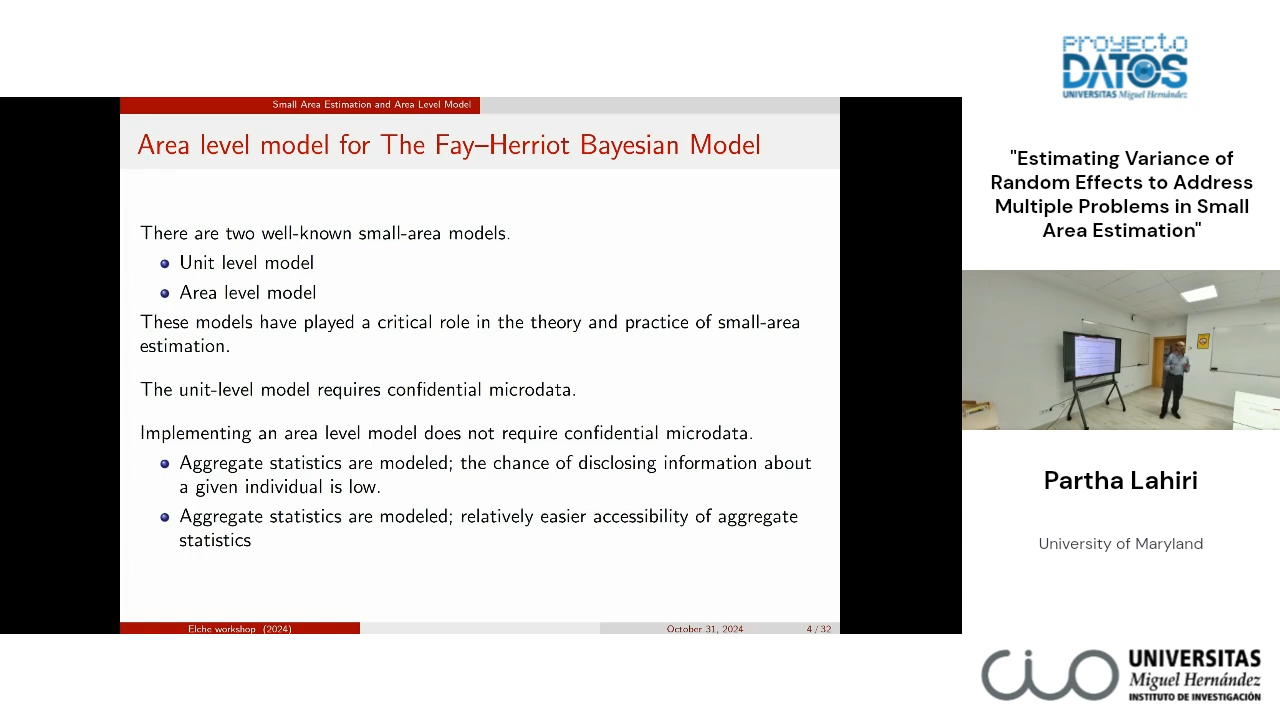 Small Area Estimation and Area Level Model
Area level model for The Fay–Herriot Bayesian Model
There are two well-known small-area models.
Unit level model
Area level model
These models have played a critical role in the theory and practice of small-area
estimation.
The unit-level model requires confidential microdata.
Implementing an area level model does not require confidential microdata.
Aggregate statistics are modeled; the chance of disclosing information about
a given individual is low.
Aggregate statistics are modeled; relatively easier accessibility of aggregate
statistics
Elche workshop (2024)
October 31, 2024
4 / 32
PROYECTO
DATOS
UNIVERSITAS Miguel Hernández
"Estimating Variance of
Random Effects to Address
Multiple Problems in Small
Area Estimation"
Partha Lahiri
University of Maryland
CIO
UNIVERSITAS
Miguel Hernández
INSTITUTO DE INVESTIGACIÓN